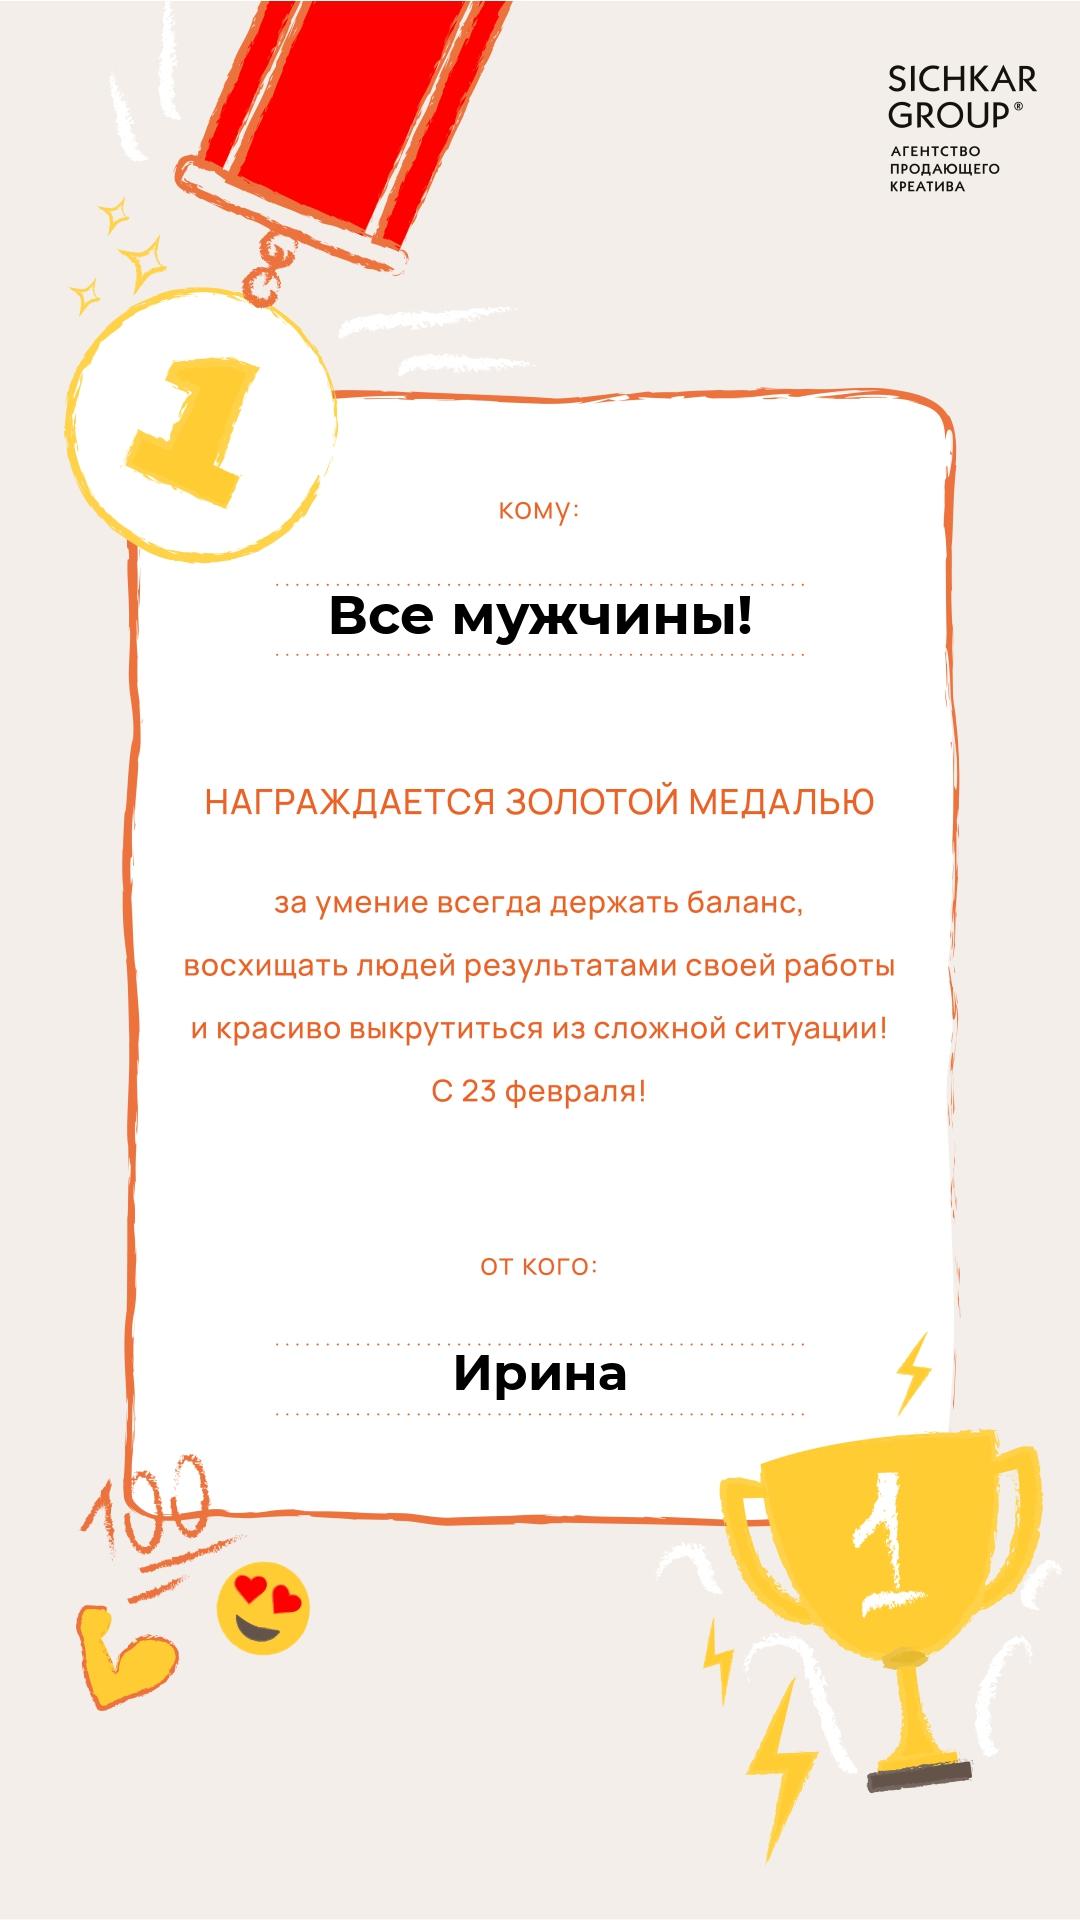 SICHKAR
GROUP®
АГЕНТСТВО
ПРОДАЮЩЕГО
КРЕАТИВА
1
кому:
Все мужчины!
НАГРАЖДАЕТСЯ ЗОЛОТОЙ МЕДАЛЬЮ
за умение всегда держать баланс,
восхищать людей результатами своей работы
и красиво выкрутиться из сложной ситуации!
С 23 февраля!
от кого:
Ирина
100
1